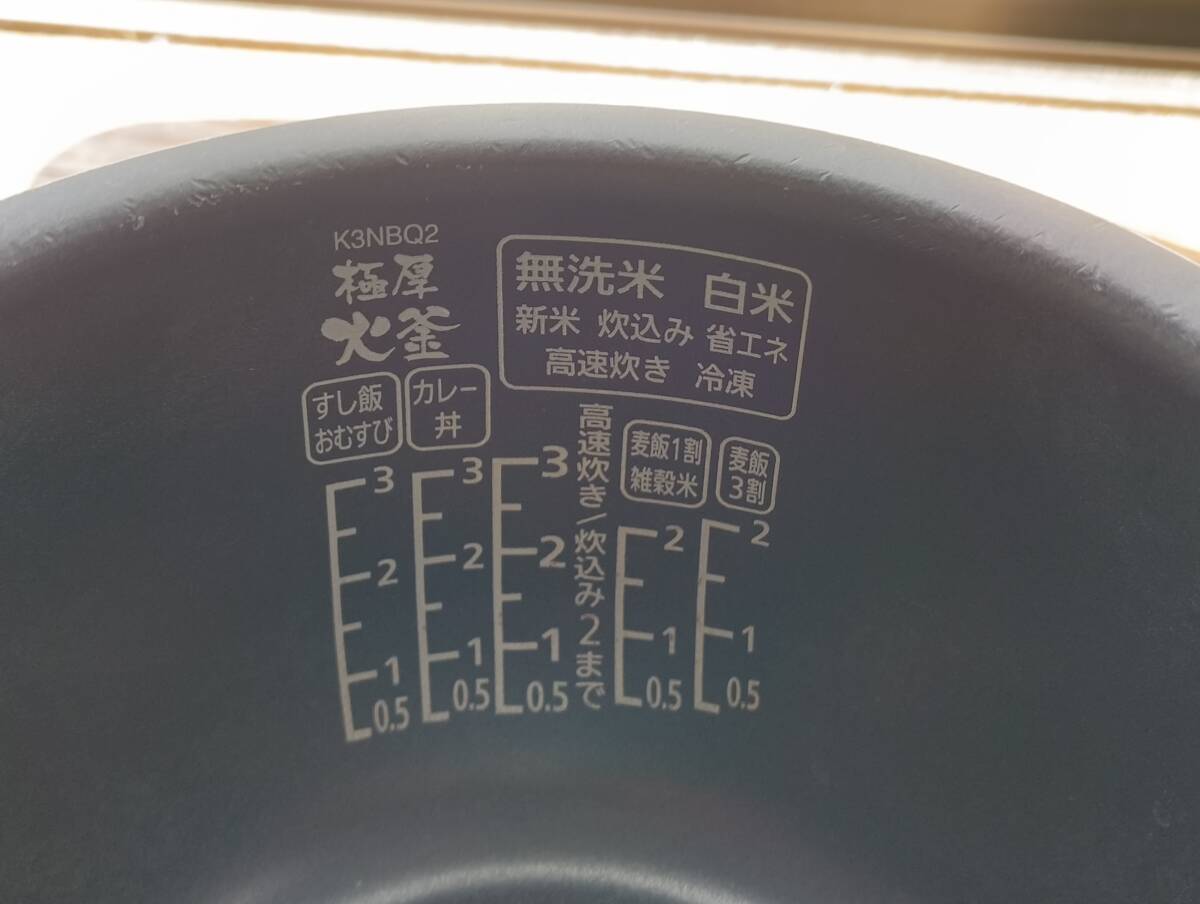 K3NBQ2
極厚
火釜
無洗米 白米
新米 炊込み 省エネ
高速炊き 冷凍
すし飯
おむすび
3
2
1
0.5
カレー
丼
3
2
1
0.5
3
2
1
0.5
高速炊き/炊込み2まで
麦飯1割
雑穀米
2
1
0.5
麦飯
3割
2
1
0.5